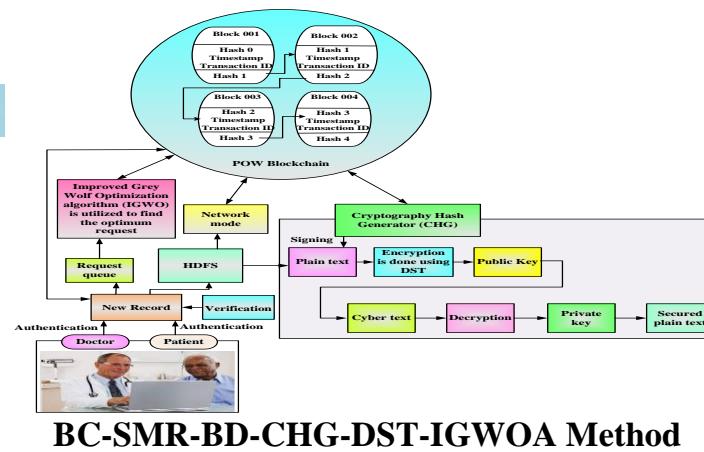 Block 001
Hash 0
Timestamp
Transaction ID
Hash 1
Block 002
Hash 1
Timestamp
Transaction ID
Hash 2
Block 003
Hash 2
Timestamp
Transaction ID
Hash 3
Block 004
Hash 3
Timestamp
Transaction ID
Hash 4
POW Blockchain
Improved Grey
Wolf Optimization
algorithm (IGWO)
is utilized to find
the optimum
request
Network
mode
Cryptography Hash
Generator (CHG)
Signing
Request
queue
HDFS
Plain text
Encryption
is done using
DST
Public Key
New Record
Verification
Cyber text
Decryption
Private
key
Secured
plain text
Authentication
Authentication
Doctor
Patient
BC-SMR-BD-CHG-DST-IGWOA Method